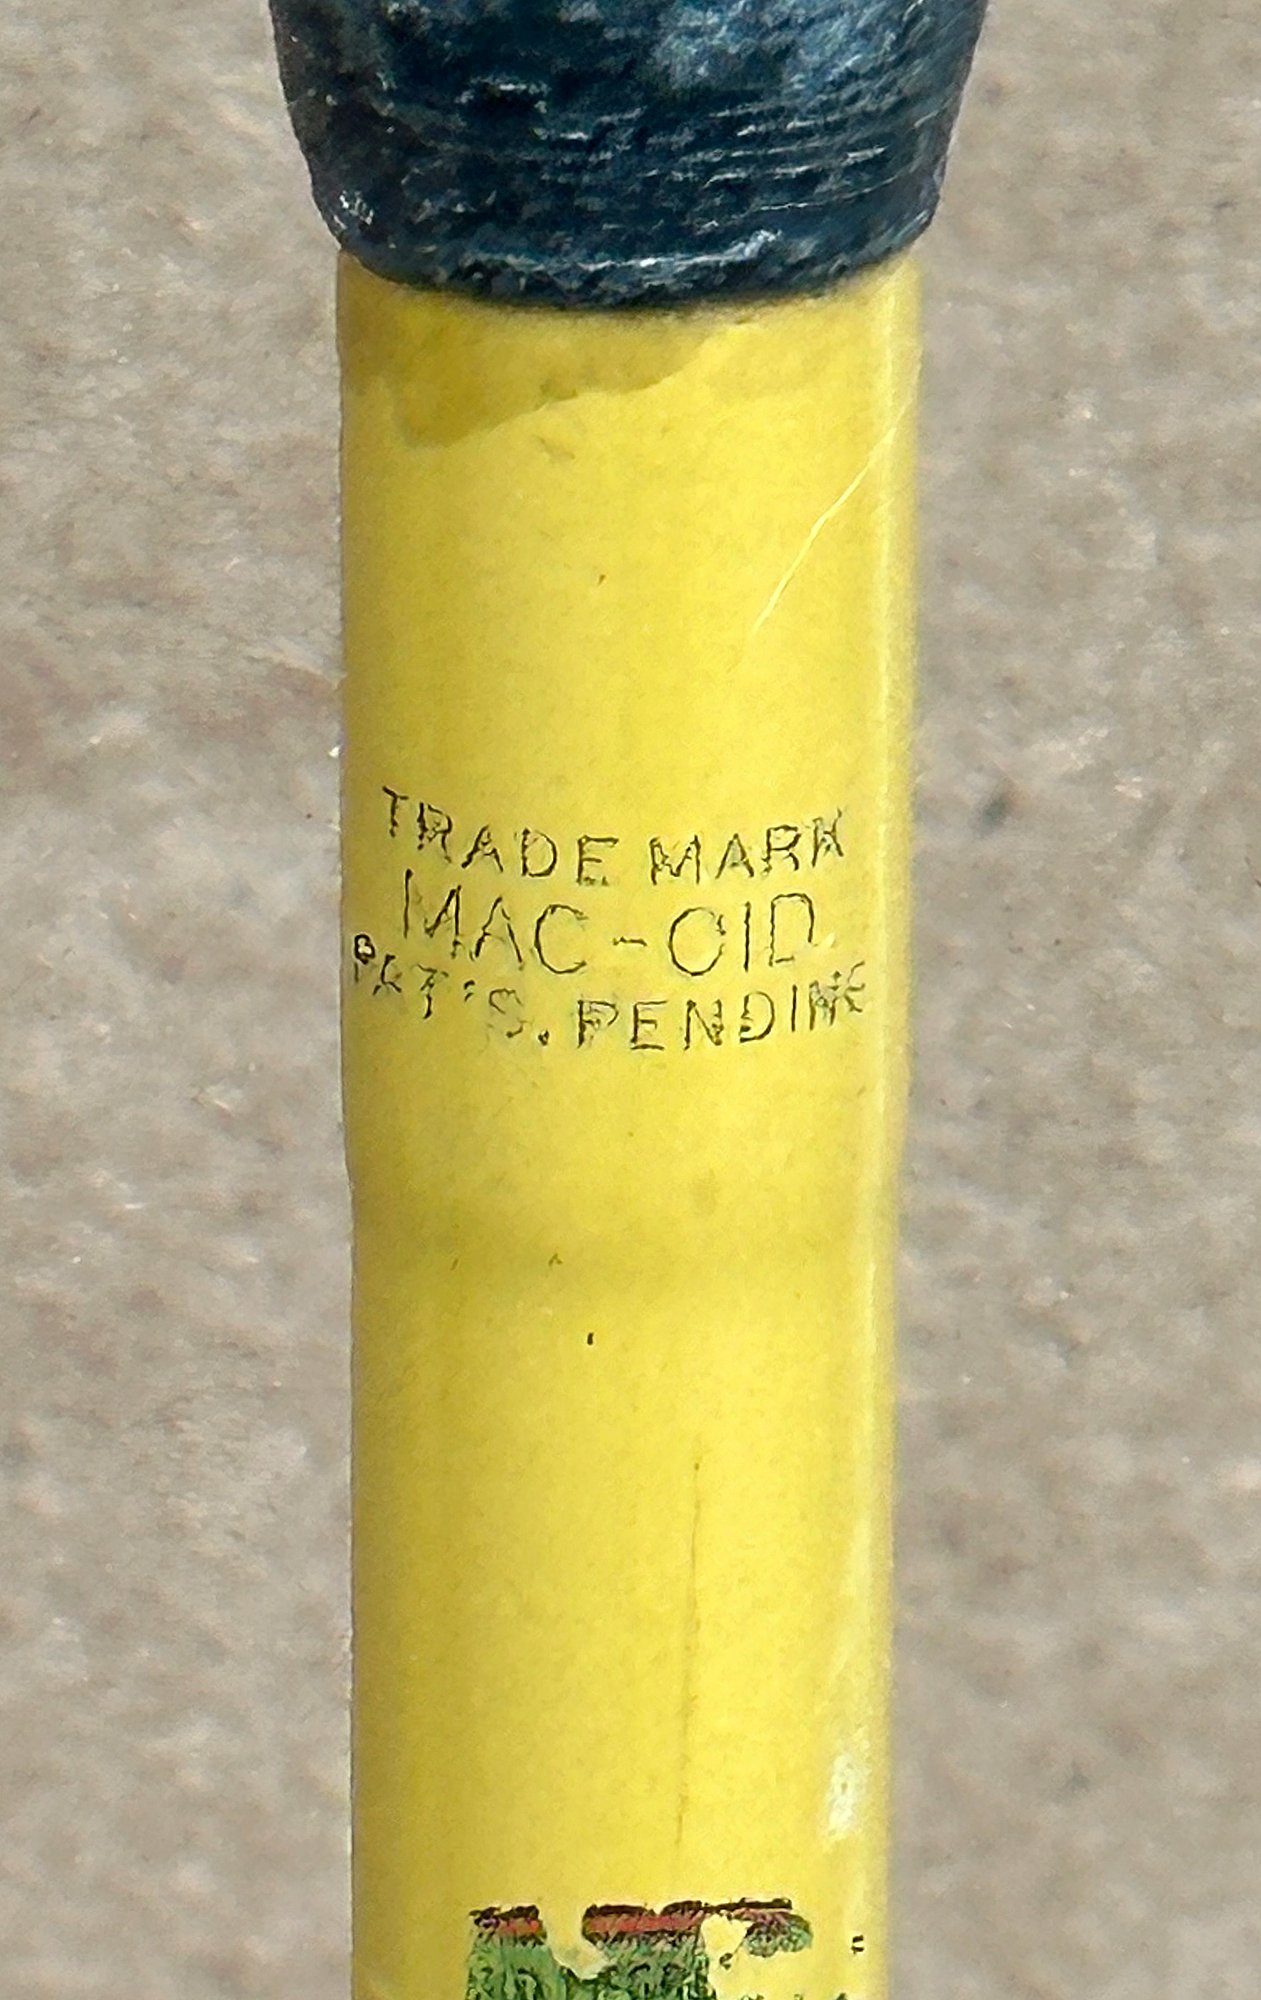 TRADE MARK
MAC-OID
PAT'S. PENDING